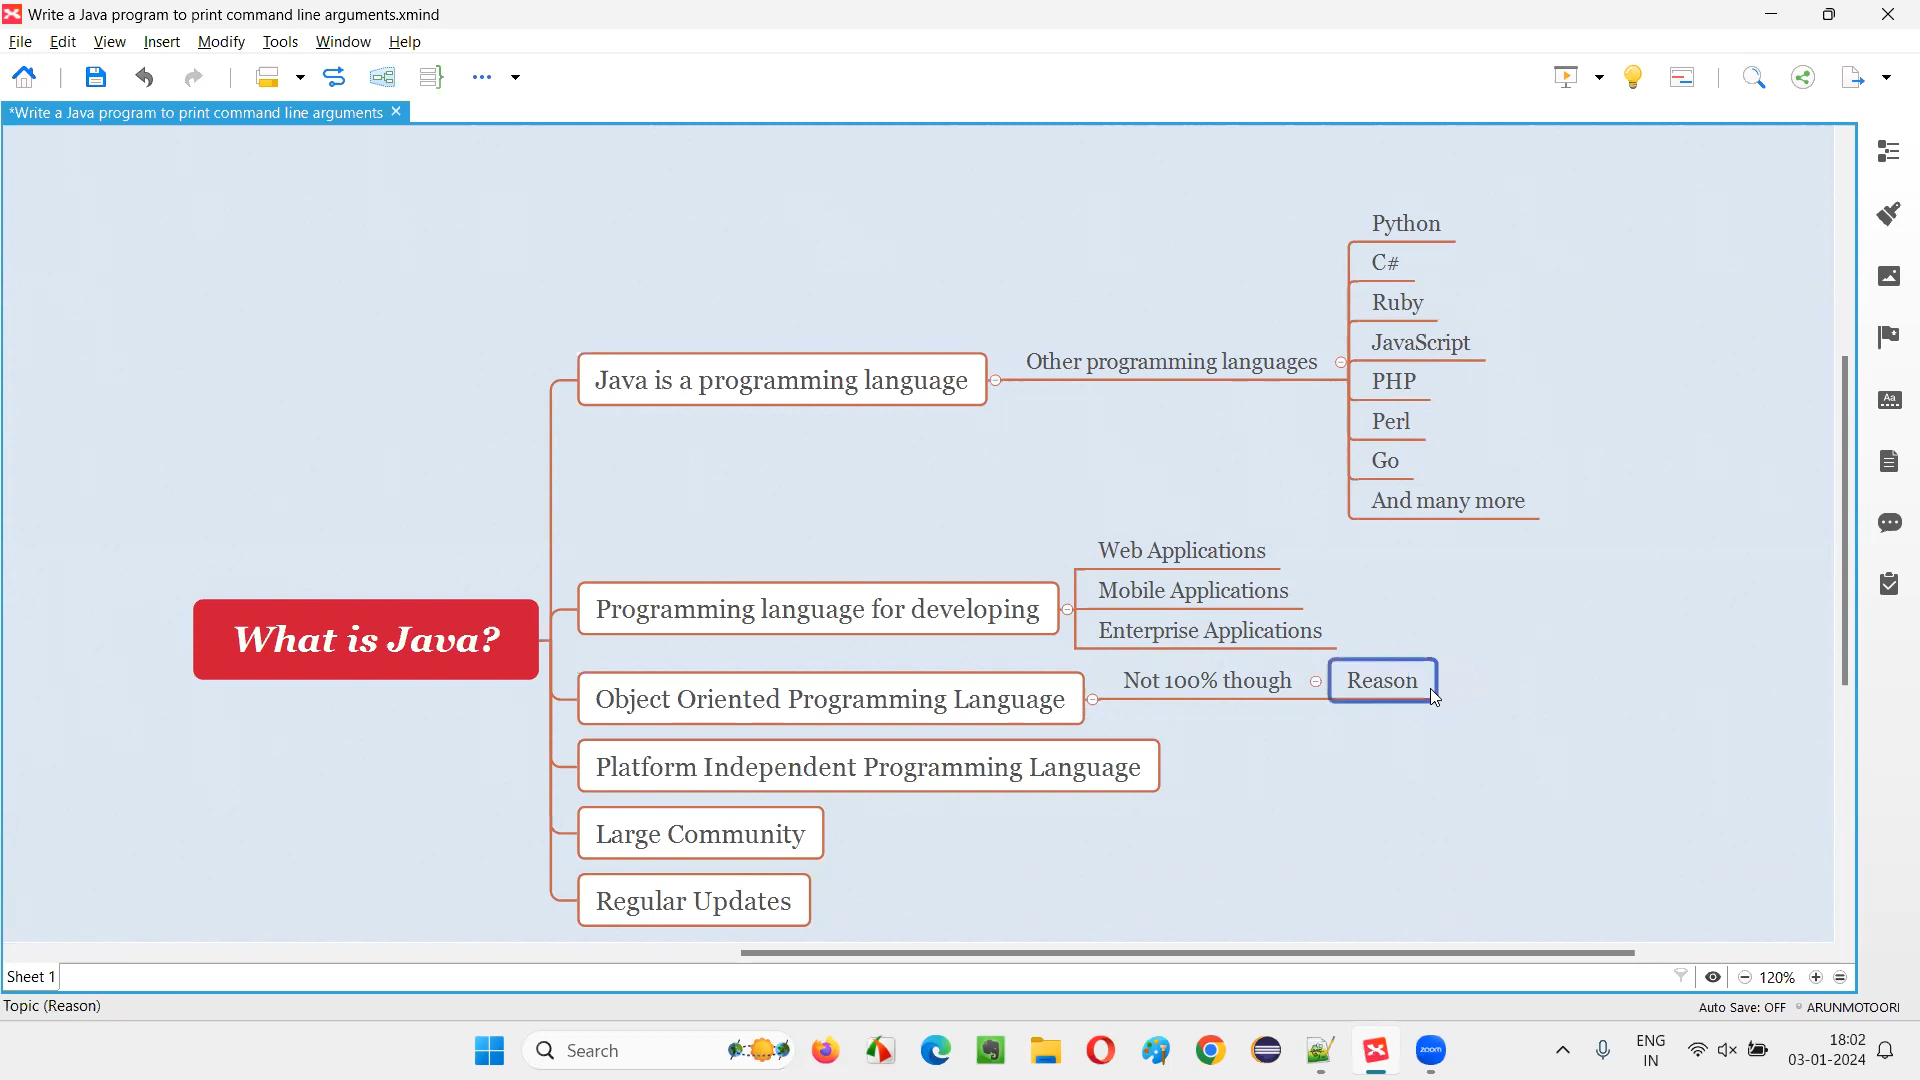 Write a Java program to print command line arguments.xmind
File Edit View Insert Modify Tools Window Help
*Write a Java program to print command line arguments
Python
C#
Ruby
JavaScript
Other programming languages
Java is a programming language
PHP
Perl
Go
And many more
Web Applications
Mobile Applications
Programming language for developing
Enterprise Applications
What is Java?
Not 100% though
Reason
Object Oriented Programming Language
Platform Independent Programming Language
Large Community
Regular Updates
Aa
Sheet 1
120%
Topic (Reason)
Auto Save: OFF
ARUNMOTOORI
Search
zoom
ENG
IN
18:02
03-01-2024